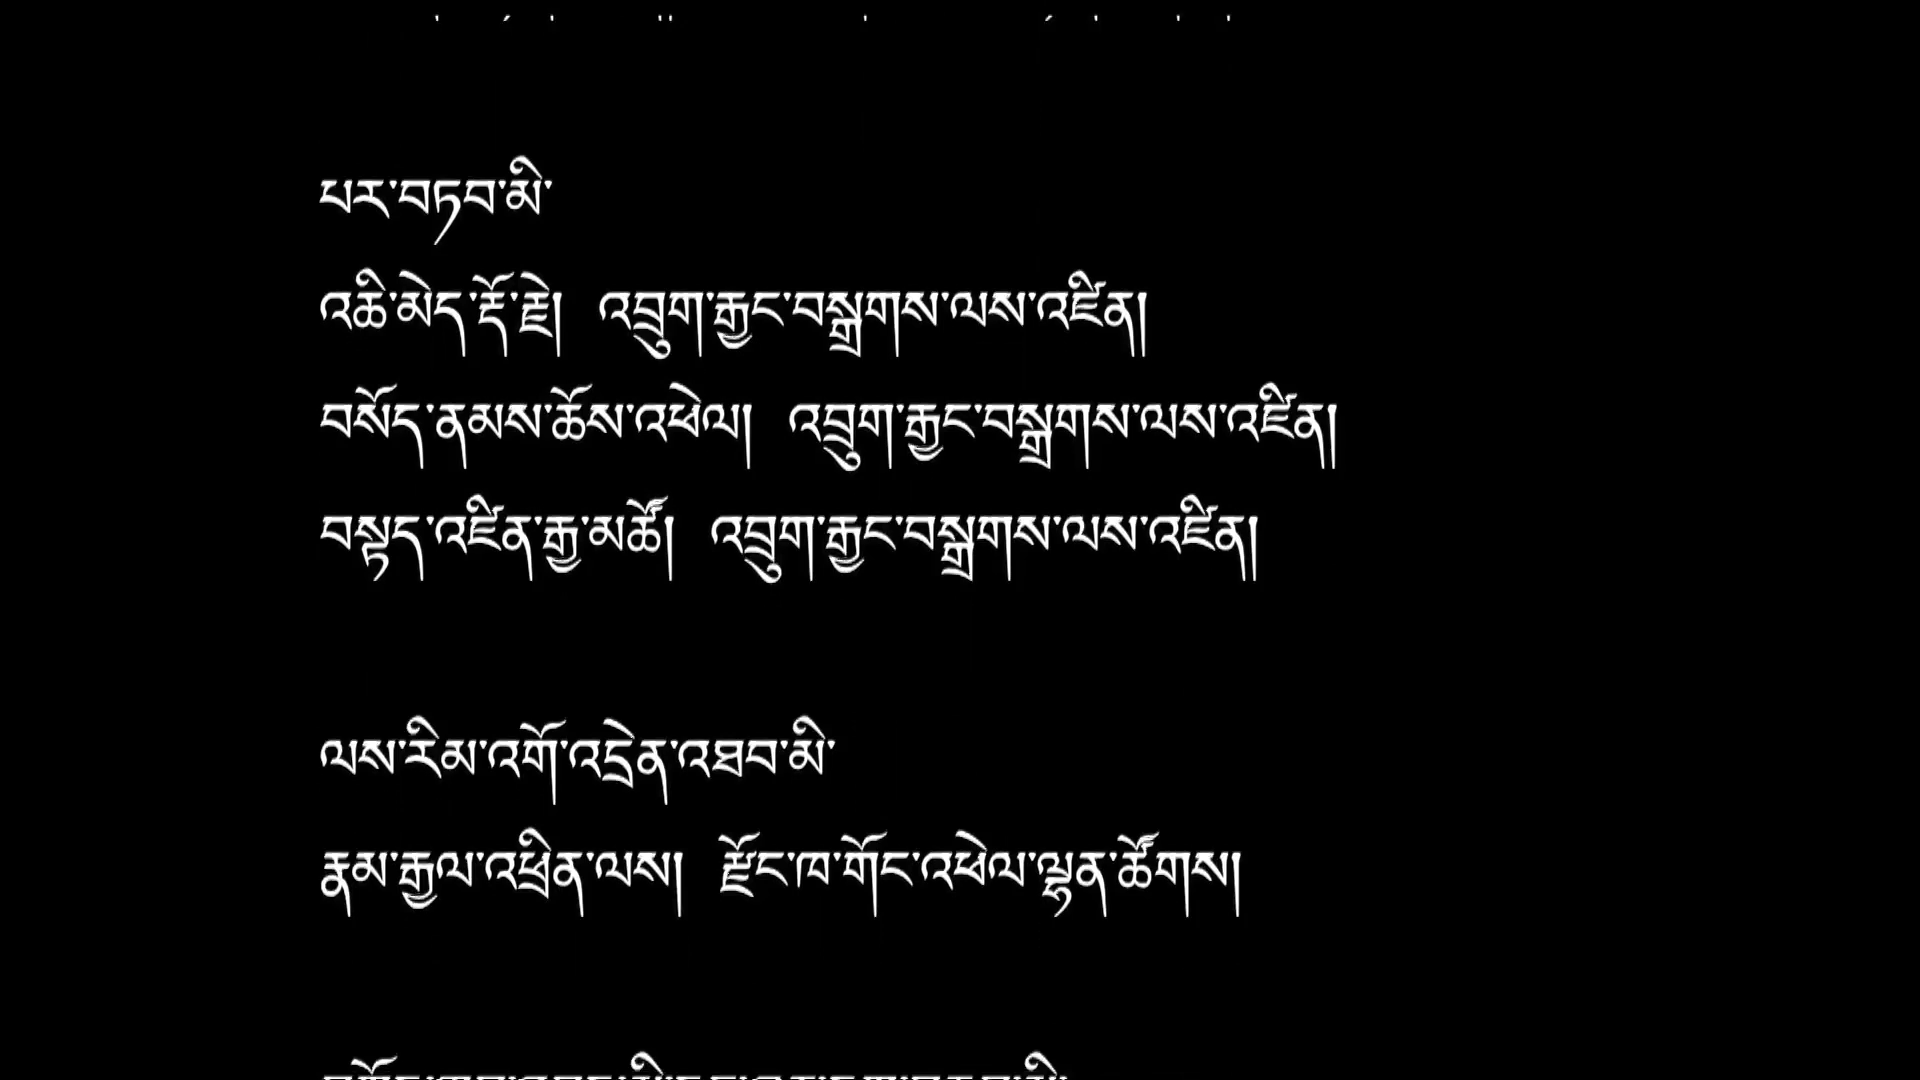 པར་བཏབ་མི་
འཆི་མེད་རྡོ་རྗེ། འབྲུག་རྒྱང་བསྒྲགས་ལས་འཛིན།
བསོད་ནམས་ཆོས་འཕེལ། འབྲུག་རྒྱང་བསྒྲགས་ལས་འཛིན།
བསྟད་འཛིན་རྒྱ་མཚོ། འབྲུག་རྒྱང་བསྒྲགས་ལས་འཛིན།
ལས་རིམ་འགོ་འདྲེན་འཐབ་མི་
རྣམ་རྒྱལ་འཕྲིན་ལས། རྫོང་ཁ་གོང་འཕེལ་ལྷན་ཚོགས།